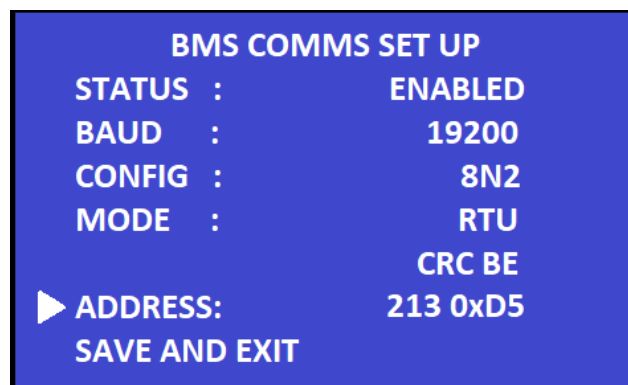 BMS COMMS SET UP
STATUS : ENABLED
BAUD : 19200
CONFIG : 8N2
MODE : RTU
CRC BE
ADDRESS: 213 0xD5
SAVE AND EXIT